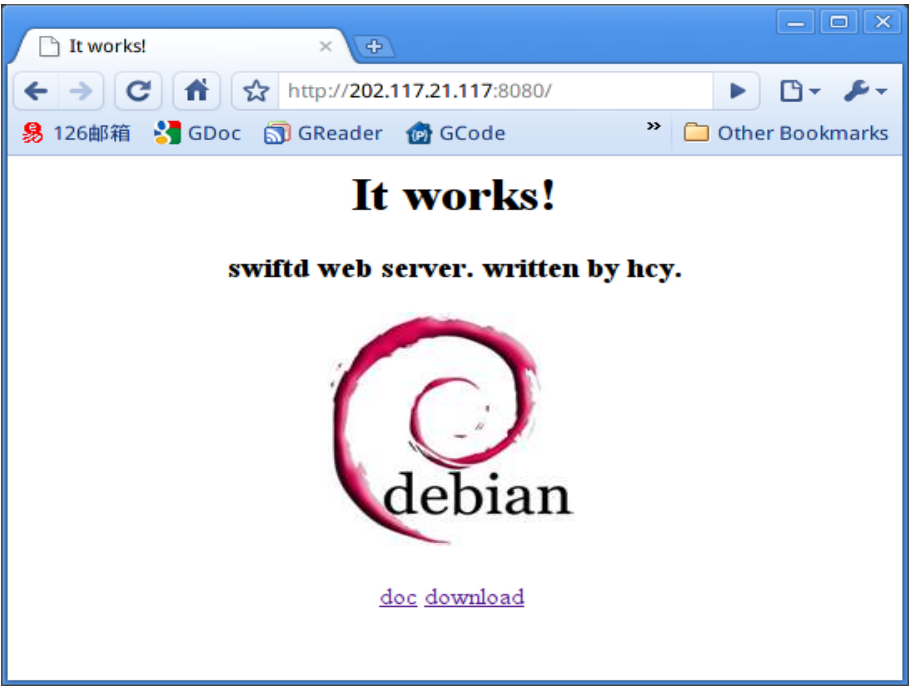 It works!
http://202.117.21.117:8080/
126邮箱 GDoc GReader GCode » Other Bookmarks
It works!
swiftd web server. written by hcy.
debian
doc download